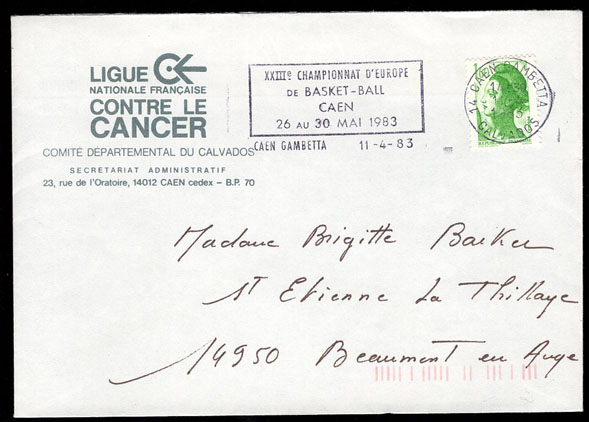 LIGUE
NATIONALE FRANÇAISE
CONTRE LE
CANCER
COMITÉ DÉPARTEMENTAL DU CALVADOS
SECRETARIAT ADMINISTRATIF
23, rue de l'Oratoire, 14012 CAEN cedex - B.P. 70
XXIIIe CHAMPIONNAT D'EUROPE
DE BASKET-BALL
CAEN
26 AU 30 MAI 1983
CAEN GAMBETTA 11-4-83
14 CAEN GAMBETTA
CALVADOS
Madame Brigitte Barker
St Etienne La Thillaye
14950 Beaumont en Auge